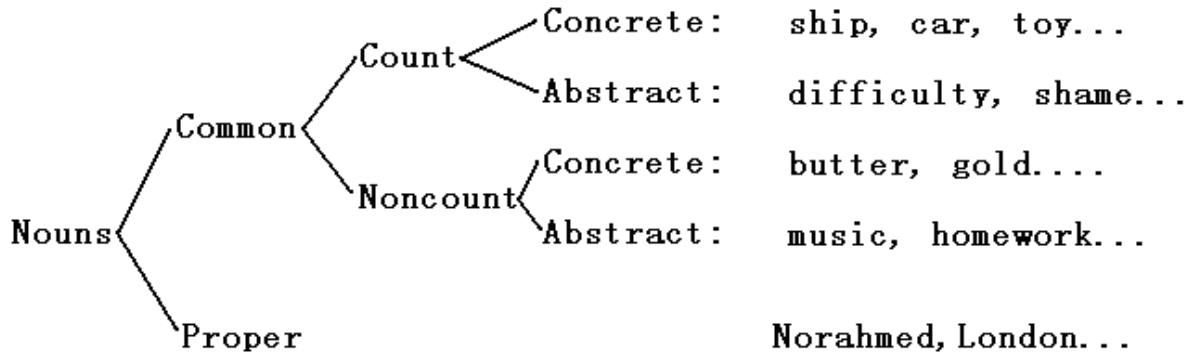 Concrete: ship, car, toy...
Count
Abstract: difficulty, shame...
Common
Concrete: butter, gold....
Noncount
Nouns
Abstract: music, homework...
Proper Norahmed, London...